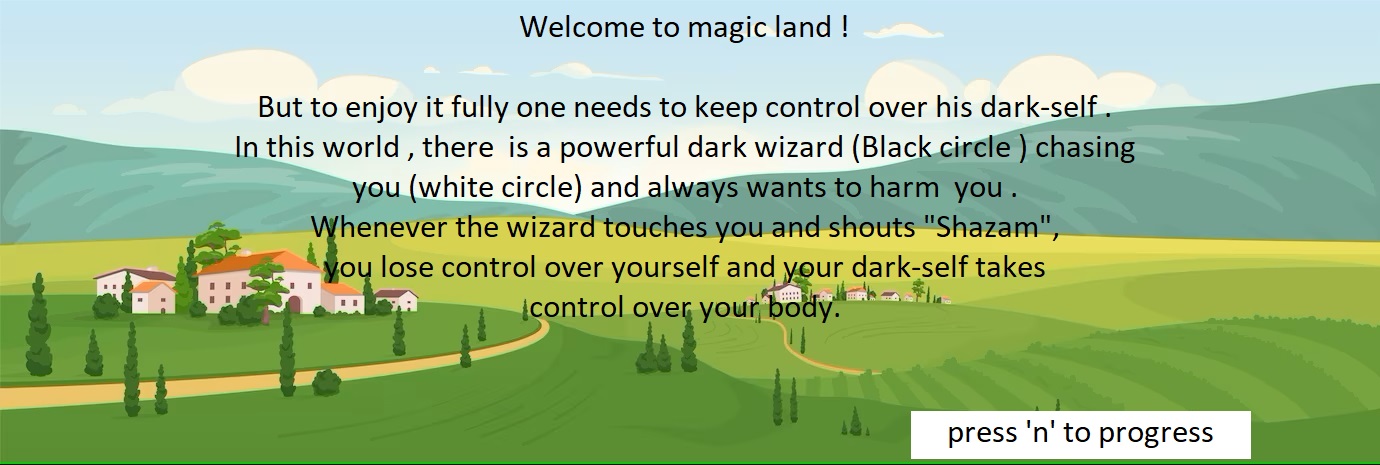 Welcome to magic land !
But to enjoy it fully one needs to keep control over his dark-self .
In this world , there  is a powerful dark wizard (Black circle ) chasing
you (white circle) and always wants to harm  you .
Whenever the wizard touches you and shouts "Shazam",
you lose control over yourself and your dark-self takes
control over your body.
press 'n' to progress